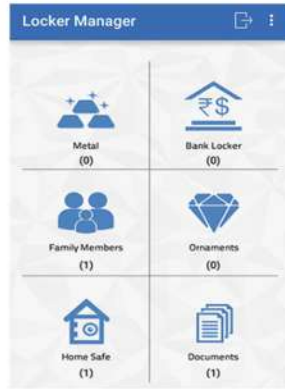 Locker Manager
Metal
(0)
₹$
Bank Locker
(0)
Family Members
(1)
Ornaments
(0)
Home Safe
(1)
Documents
(1)